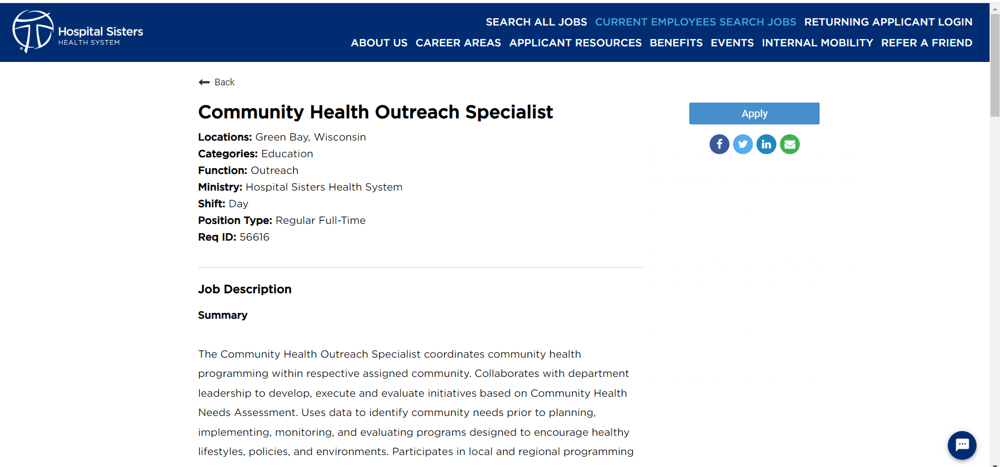 Hospital Sisters
HEALTH SYSTEM
SEARCH ALL JOBS CURRENT EMPLOYEES SEARCH JOBS RETURNING APPLICANT LOGIN
ABOUT US CAREER AREAS APPLICANT RESOURCES BENEFITS EVENTS INTERNAL MOBILITY REFER A FRIEND
Back
Community Health Outreach Specialist
Apply
Locations: Green Bay, Wisconsin
Categories: Education
Function: Outreach
Ministry: Hospital Sisters Health System
Shift: Day
Position Type: Regular Full-Time
Req ID: 56616
Job Description
Summary
The Community Health Outreach Specialist coordinates community health
programming within respective assigned community. Collaborates with department
leadership to develop, execute and evaluate initiatives based on Community Health
Needs Assessment. Uses data to identify community needs prior to planning,
implementing, monitoring, and evaluating programs designed to encourage healthy
lifestyles, policies, and environments. Participates in local and regional programming